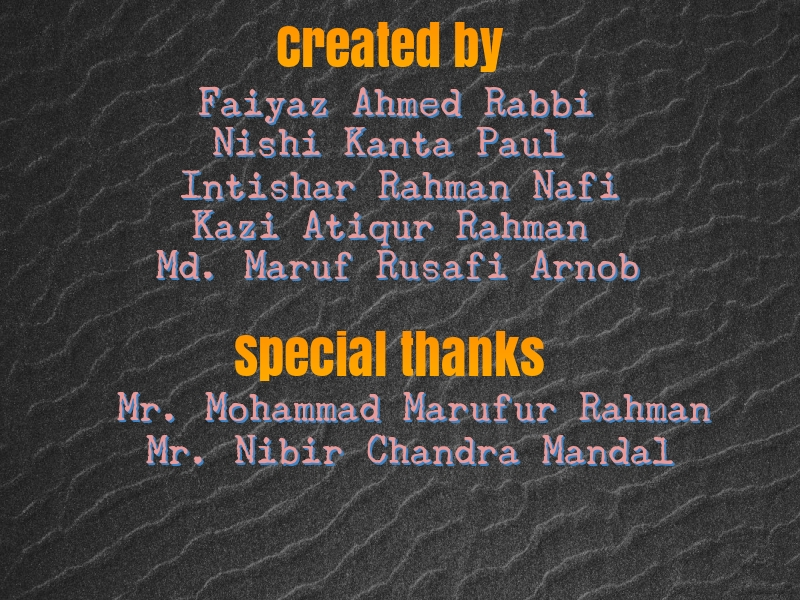 Created by
Faiyaz Ahmed Rabbi
Nishi Kanta Paul
Intishar Rahman Nafi
Kazi Atiqur Rahman
Md. Maruf Rusafi Arnob
Special thanks
Mr. Mohammad Marufur Rahman
Mr. Nibir Chandra Mandal